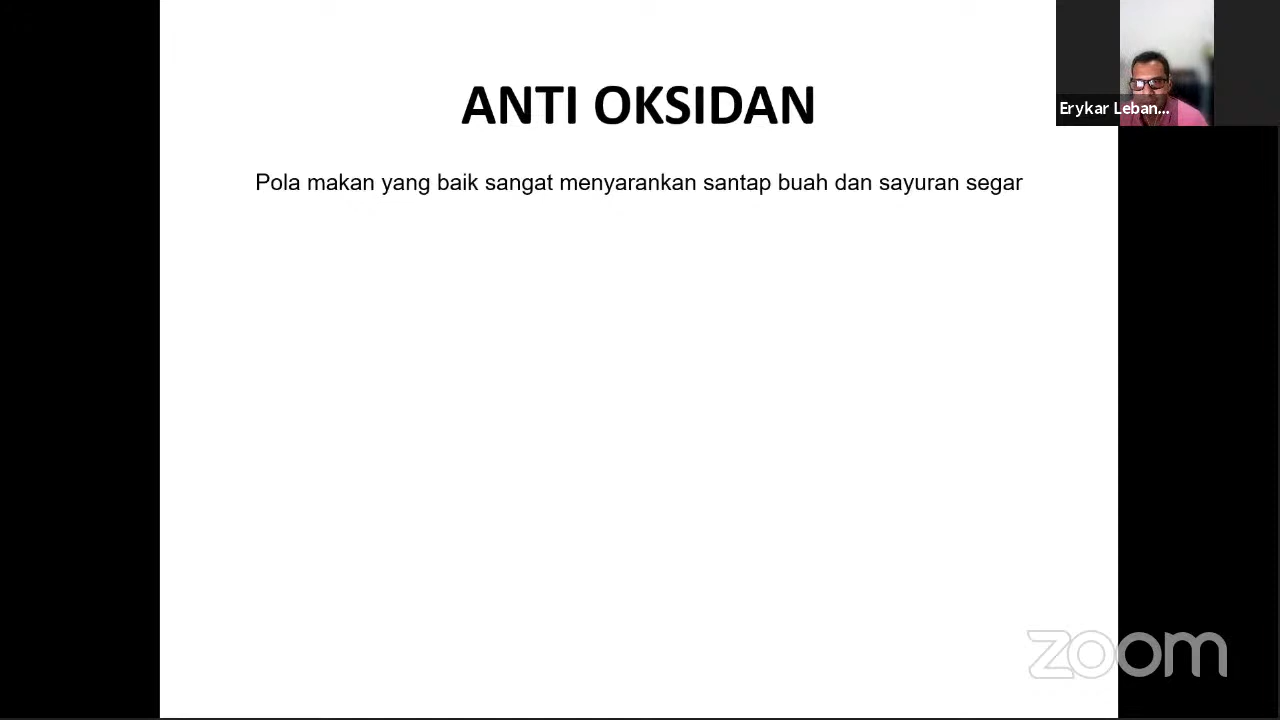 ANTI OKSIDAN
Erykar Leban...
Pola makan yang baik sangat menyarankan santap buah dan sayuran segar
zoom